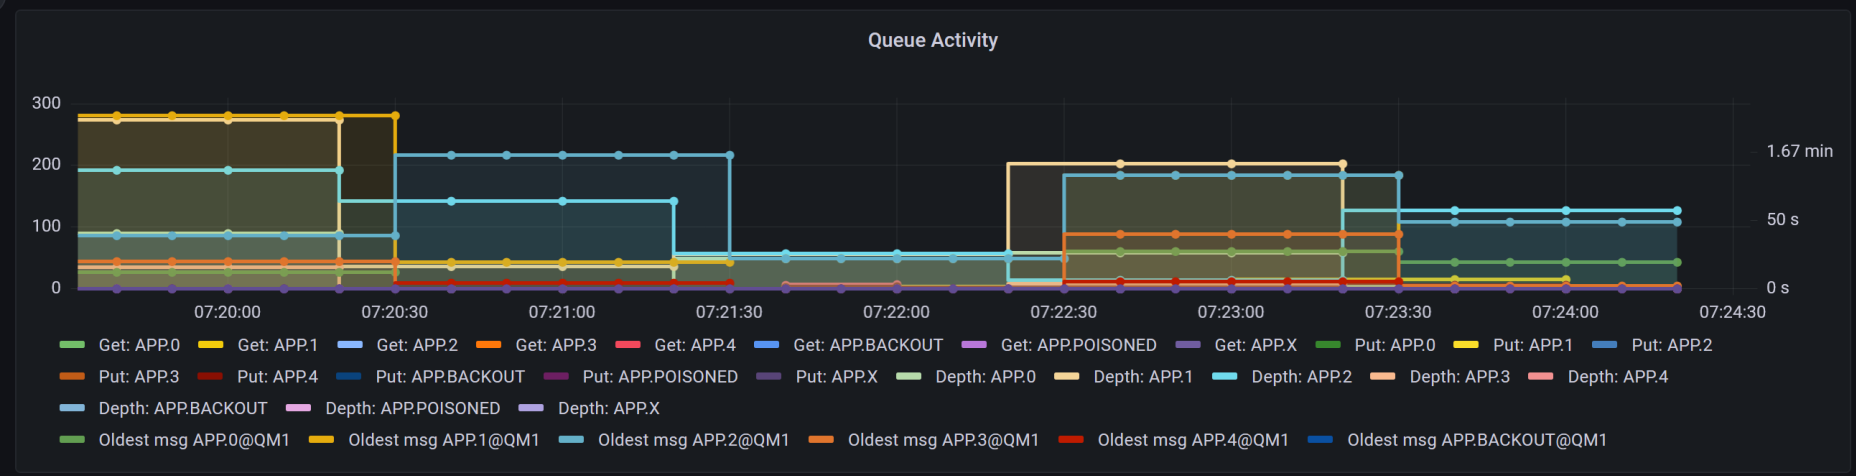 Queue Activity
300
200
100
0
1.67 min
50 s
0 s
07:20:00 07:20:30 07:21:00 07:21:30 07:22:00 07:22:30 07:23:00 07:23:30 07:24:00 07:24:30
Get: APP.0 Get: APP.1 Get: APP.2 Get: APP.3 Get: APP.4 Get: APP.BACKOUT Get: APP.POISONED Get: APP.X Put: APP.0 Put: APP.1 Put: APP.2
Put: APP.3 Put: APP.4 Put: APP.BACKOUT Put: APP.POISONED Put: APP.X Depth: APP.0 Depth: APP.1 Depth: APP.2 Depth: APP.3 Depth: APP.4
Depth: APP.BACKOUT Depth: APP.POISONED Depth: APP.X
Oldest msg APP.0@QM1 Oldest msg APP.1@QM1 Oldest msg APP.2@QM1 Oldest msg APP.3@QM1 Oldest msg APP.4@QM1 Oldest msg APP.BACKOUT@QM1